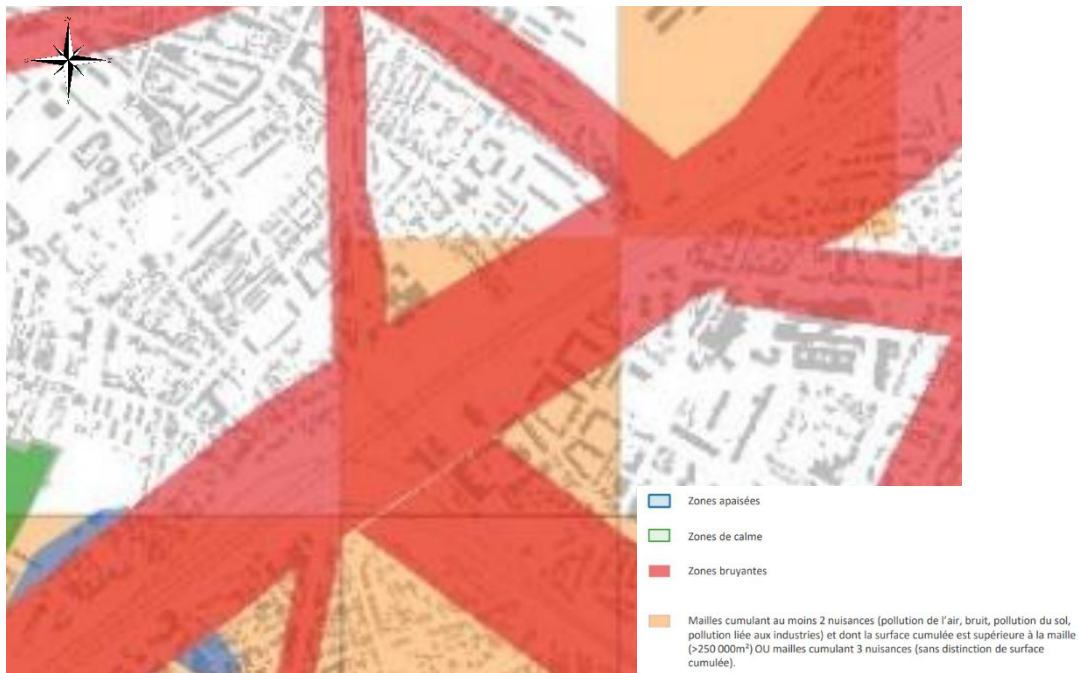 Zones apaisées
Zones de calme
Zones bruyantes
Mailles cumulant au moins 2 nuisances (pollution de l'air, bruit, pollution du sol,
pollution liée aux industries) et dont la surface cumulée est supérieure à la maille
(>250 000m²) OU mailles cumulant 3 nuisances (sans distinction de surface
cumulée).